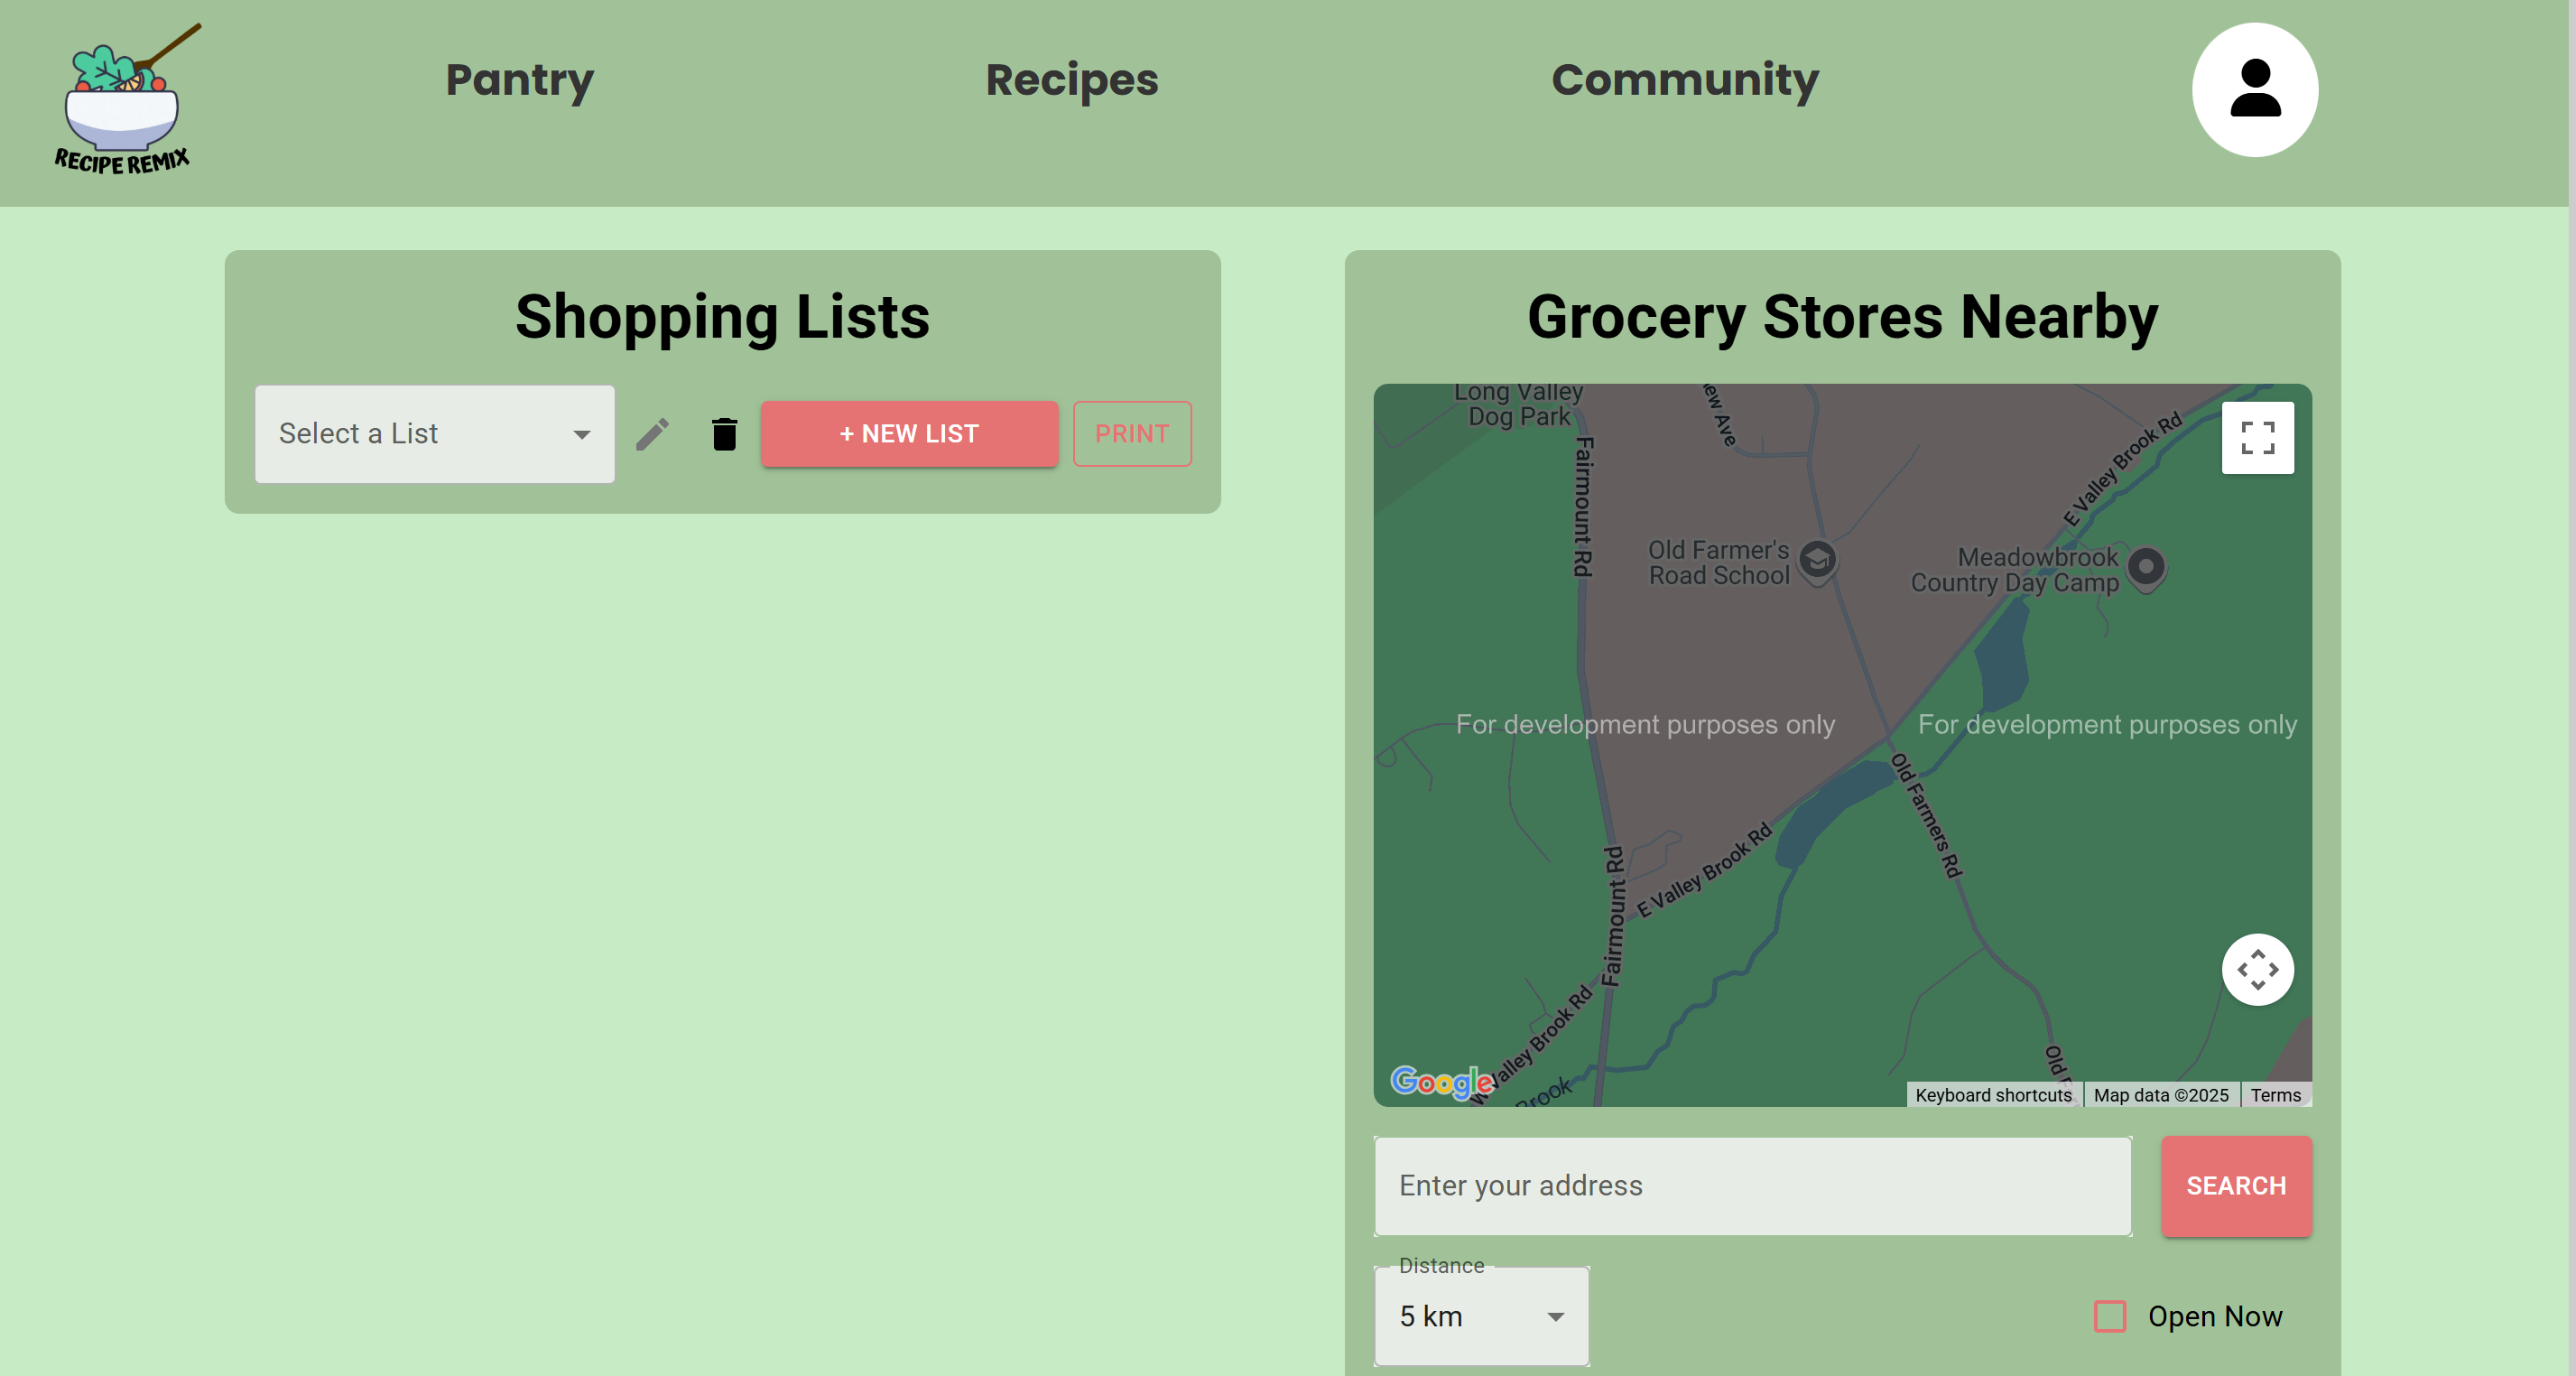 Pantry
Recipes
Community
RECIPE REMIX
Shopping Lists
Select a List
+ NEW LIST
PRINT
Grocery Stores Nearby
Long Valley
Dog Park
Fairmount Rd
E Valley Brook Rd
Old Farmer's
Road School
Meadowbrook
Country Day Camp
For development purposes only
For development purposes only
Old Farmers Rd
E Valley Brook Rd
Fairmount Rd
Valley Brook Rd
Brook
Old
Google
Keyboard shortcuts
Map data ©2025
Terms
Enter your address
SEARCH
Distance
5 km
Open Now